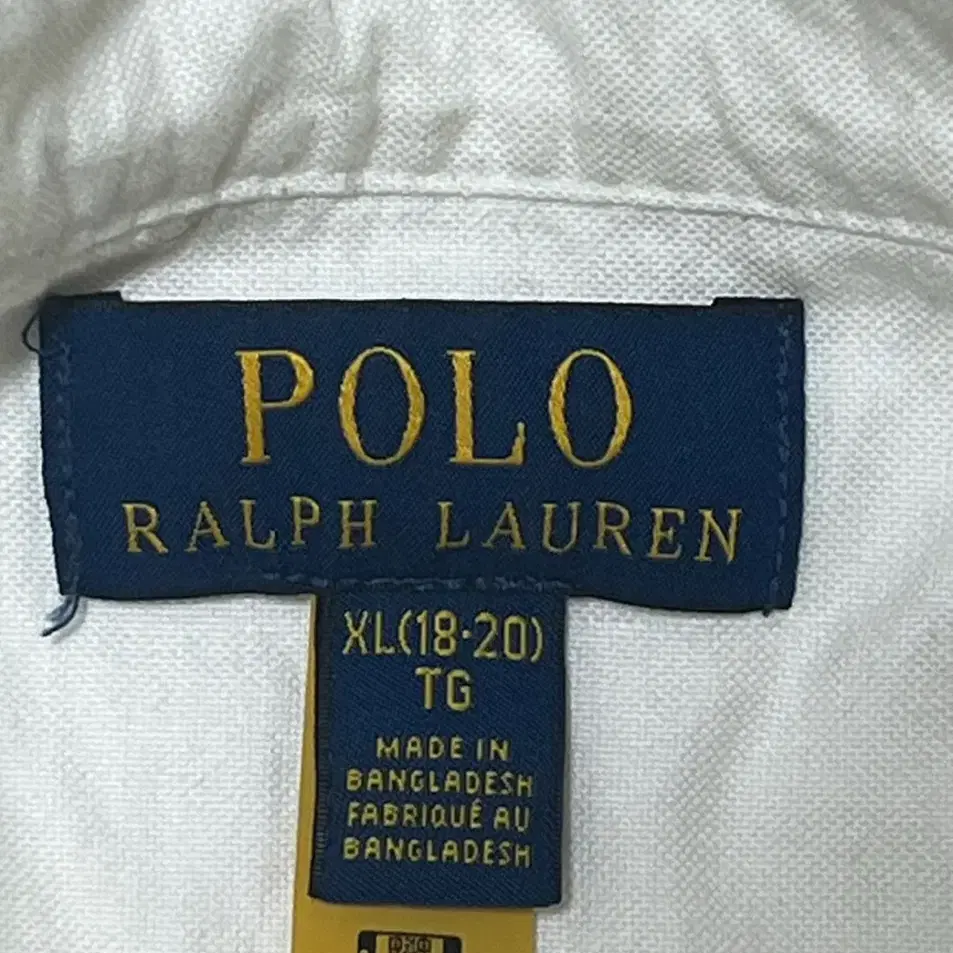 POLO
RALPH LAUREN
XL(18·20)
TG
MADE IN
BANGLADESH
FABRIQUÉ AU
BANGLADESH